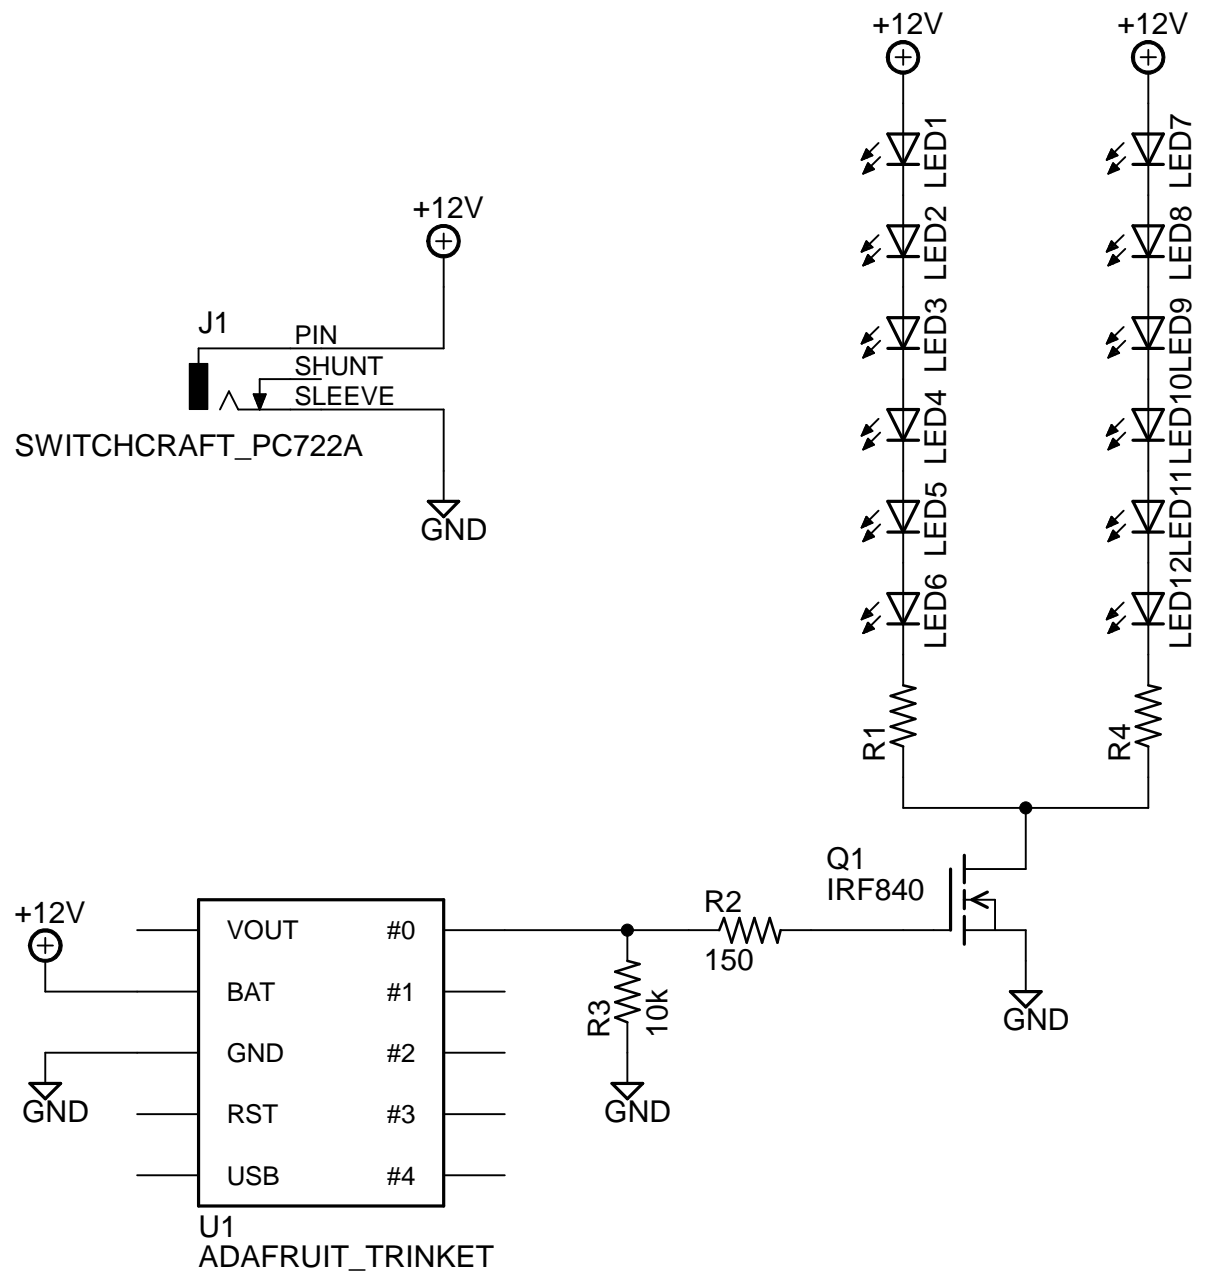 +12V
+12V
LED1
LED7
LED2
LED8
+12V
LED3
LED9
J1
PIN
SHUNT
SLEEVE
SWITCHCRAFT_PC722A
LED4
LED10
GND
LED5
LED11
LED6
LED12
R1
R4
Q1
IRF840
+12V
VOUT
#0
R2
150
BAT
#1
R3
10k
GND
GND
#2
GND
RST
#3
GND
USB
#4
U1
ADAFRUIT_TRINKET